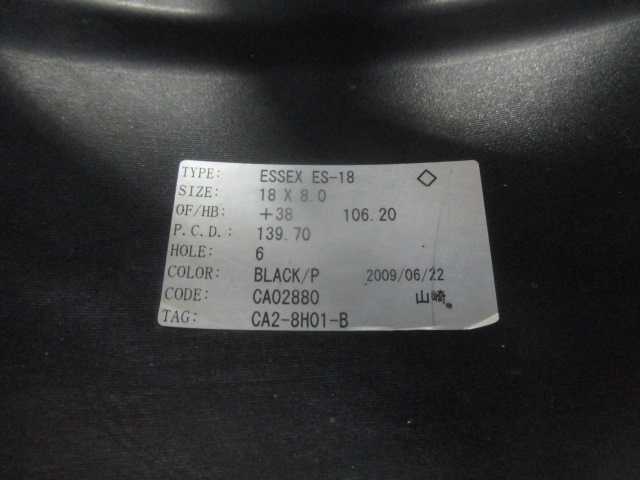 TYPE: ESSEX ES-18 ◇
SIZE: 18 X 8.0
OF/HB: +38 106.20
P.C.D.: 139.70
HOLE: 6
COLOR: BLACK/P 2009/06/22
CODE: CA02880 山崎
TAG: CA2-8H01-B